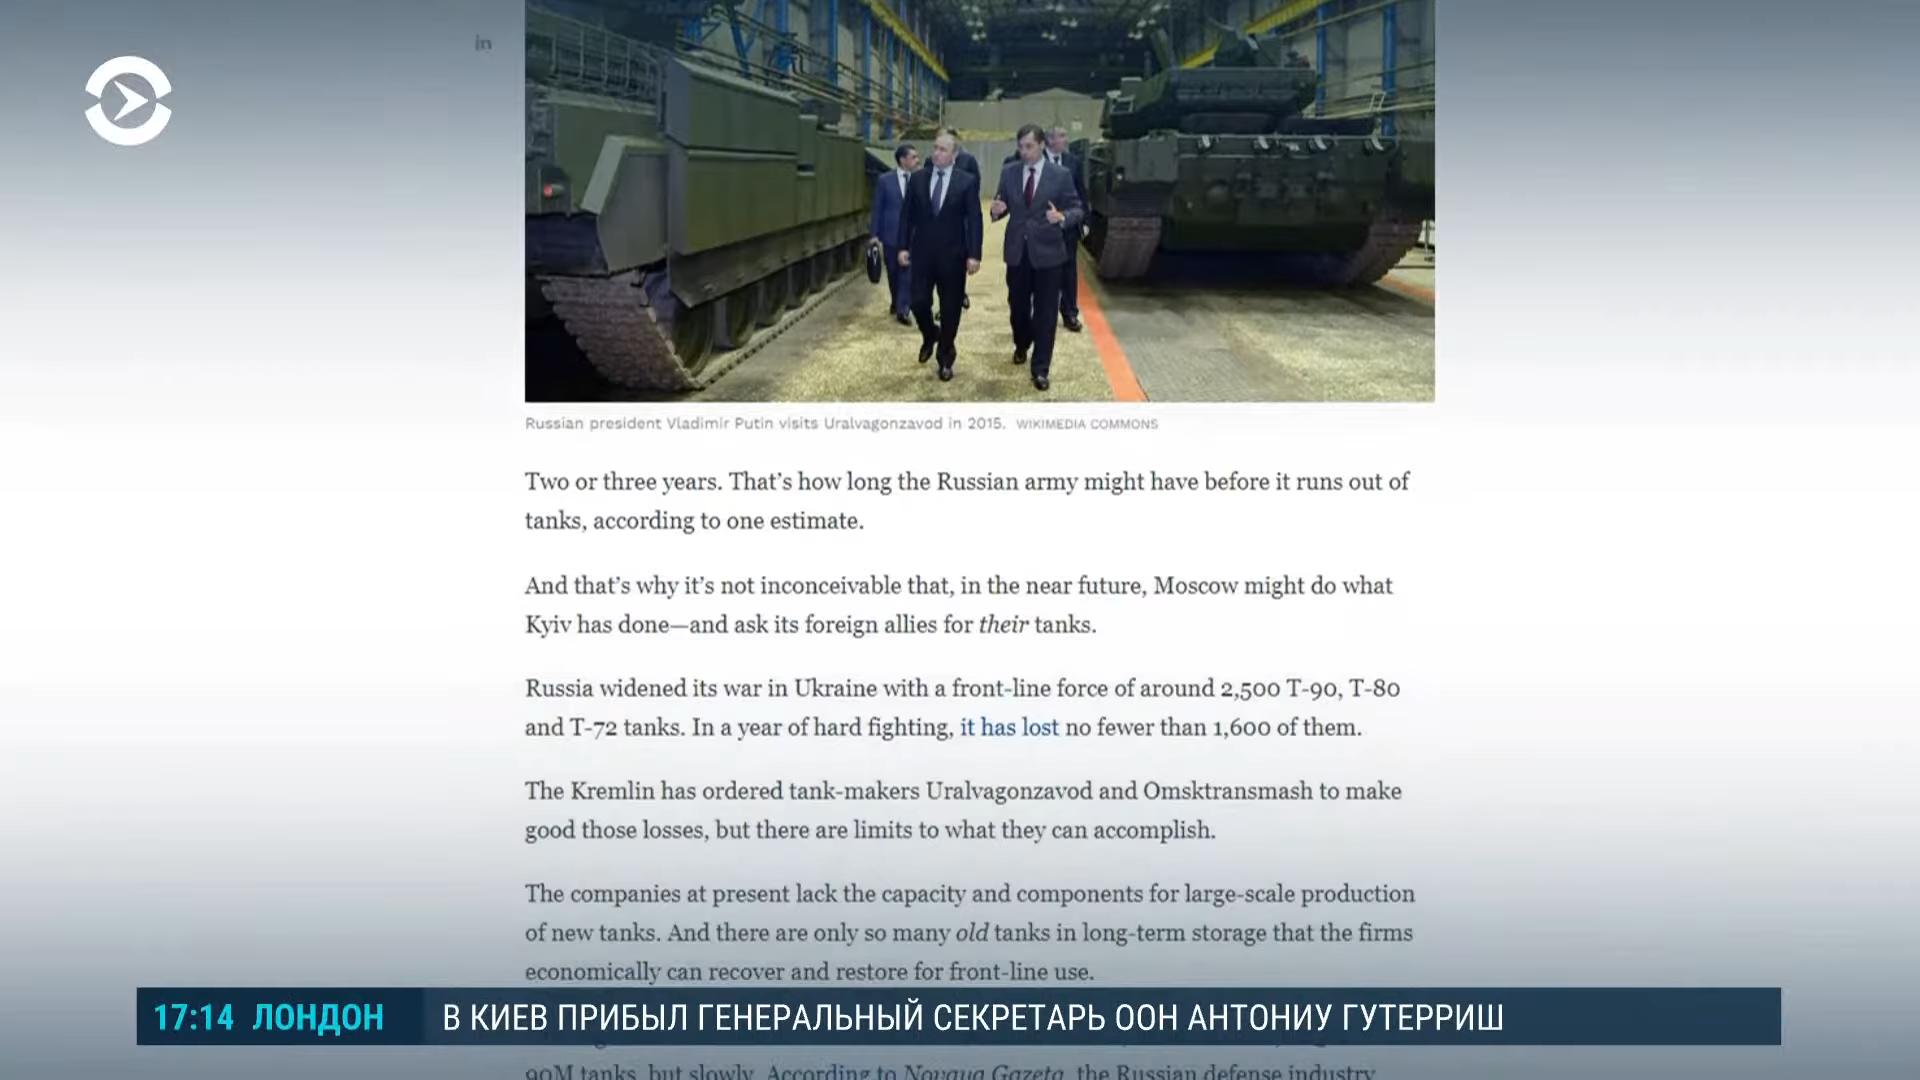 in
Russian president Vladimir Putin visits Uralvagonzavod in 2015. WIKIMEDIA COMMONS
Two or three years. That’s how long the Russian army might have before it runs out of
tanks, according to one estimate.
And that’s why it’s not inconceivable that, in the near future, Moscow might do what
Kyiv has done—and ask its foreign allies for their tanks.
Russia widened its war in Ukraine with a front-line force of around 2,500 T-90, T-80
and T-72 tanks. In a year of hard fighting, it has lost no fewer than 1,600 of them.
The Kremlin has ordered tank-makers Uralvagonzavod and Omsktransmash to make
good those losses, but there are limits to what they can accomplish.
The companies at present lack the capacity and components for large-scale production
of new tanks. And there are only so many old tanks in long-term storage that the firms
economically can recover and restore for front-line use.
17:14 ЛОНДОН В КИЕВ ПРИБЫЛ ГЕНЕРАЛЬНЫЙ СЕКРЕТАРЬ ООН АНТОНИУ ГУТЕРРИШ
90M tanks, but slowly. According to Novaya Gazeta, the Russian defense industry